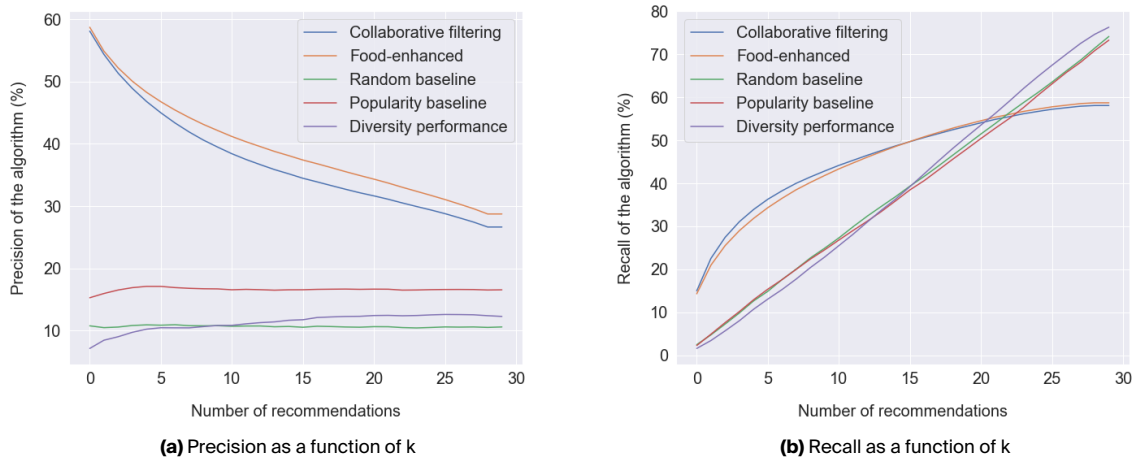 60
50
40
30
20
10
0 5 10 15 20 25 30
Precision of the algorithm (%)
Number of recommendations
Collaborative filtering
Food-enhanced
Random baseline
Popularity baseline
Diversity performance
(a) Precision as a function of k
80
70
60
50
40
30
20
10
0
0 5 10 15 20 25 30
Recall of the algorithm (%)
Number of recommendations
Collaborative filtering
Food-enhanced
Random baseline
Popularity baseline
Diversity performance
(b) Recall as a function of k